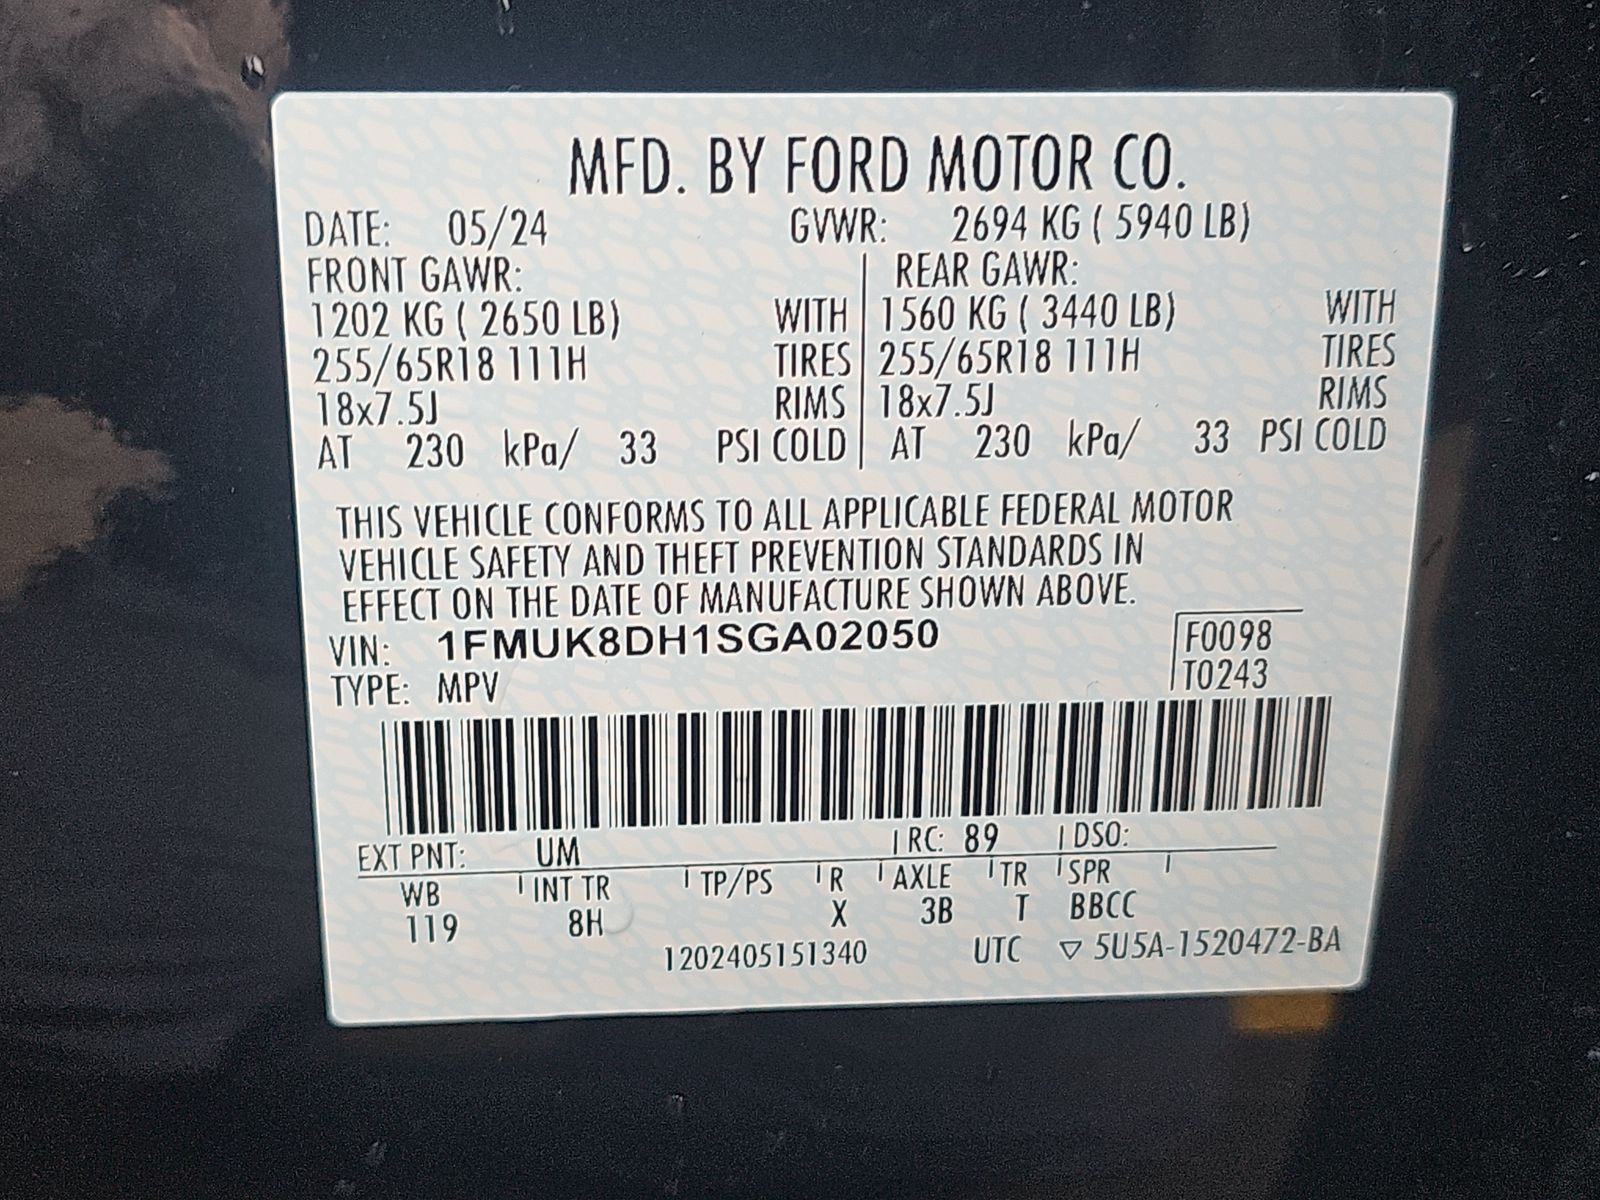 MFD. BY FORD MOTOR CO.
DATE: 05/24 GVWR: 2694 KG ( 5940 LB)
FRONT GAWR: REAR GAWR:
1202 KG ( 2650 LB) WITH 1560 KG ( 3440 LB) WITH
255/65R18 111H TIRES 255/65R18 111H TIRES
18x7.5J RIMS 18x7.5J RIMS
AT 230 kPa/ 33 PSI COLD AT 230 kPa/ 33 PSI COLD
THIS VEHICLE CONFORMS TO ALL APPLICABLE FEDERAL MOTOR
VEHICLE SAFETY AND THEFT PREVENTION STANDARDS IN
EFFECT ON THE DATE OF MANUFACTURE SHOWN ABOVE.
VIN: 1FMUK8DH1SGA02050 F0098
TYPE: MPV T0243
EXT PNT: UM RC: 89 DSO:
WB INT TR TP/PS R AXLE TR SPR
119 8H X 3B T BBCC
1202405151340 UTC ▽ 5U5A-1520472-BA